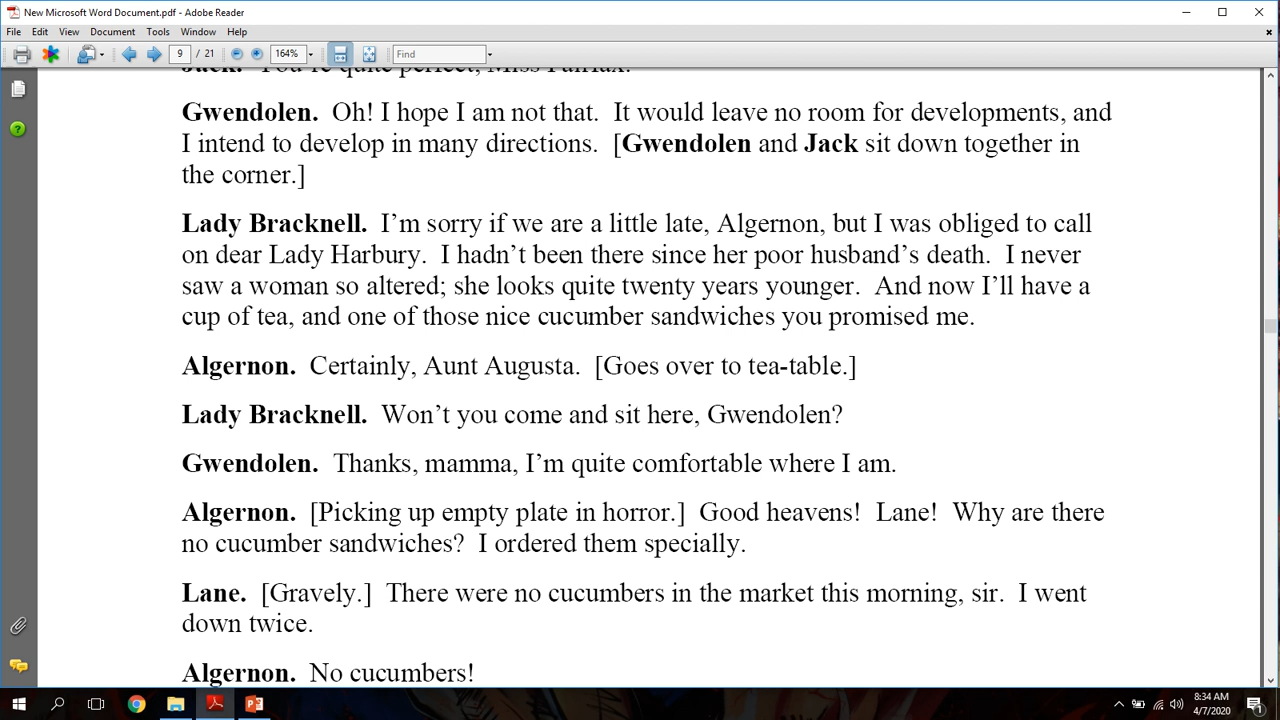 New Microsoft Word Document.pdf - Adobe Reader
File Edit View Document Tools Window Help
9 / 21 164% Find
Jack. You're quite perfect, Miss Fairfax.
Gwendolen. Oh! I hope I am not that. It would leave no room for developments, and
I intend to develop in many directions. [Gwendolen and Jack sit down together in
the corner.]
Lady Bracknell. I’m sorry if we are a little late, Algernon, but I was obliged to call
on dear Lady Harbury. I hadn’t been there since her poor husband’s death. I never
saw a woman so altered; she looks quite twenty years younger. And now I’ll have a
cup of tea, and one of those nice cucumber sandwiches you promised me.
Algernon. Certainly, Aunt Augusta. [Goes over to tea-table.]
Lady Bracknell. Won’t you come and sit here, Gwendolen?
Gwendolen. Thanks, mamma, I’m quite comfortable where I am.
Algernon. [Picking up empty plate in horror.] Good heavens! Lane! Why are there
no cucumber sandwiches? I ordered them specially.
Lane. [Gravely.] There were no cucumbers in the market this morning, sir. I went
down twice.
Algernon. No cucumbers!
8:34 AM
4/7/2020